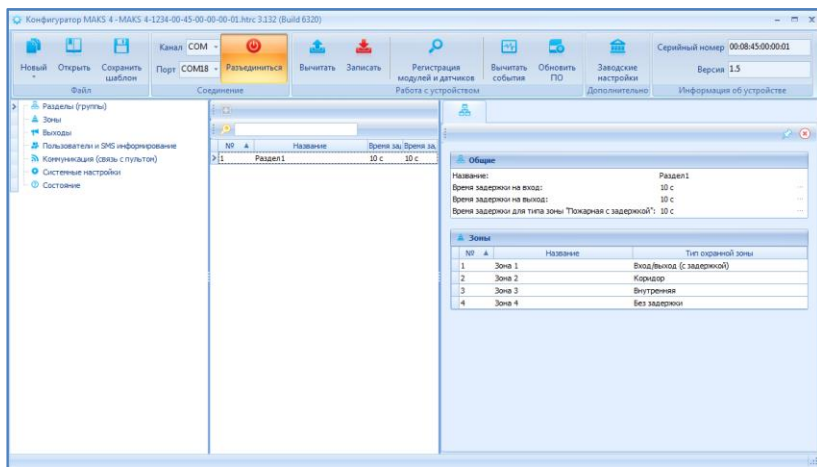 Конфигуратор MAKS 4 - MAKS 4-1234-00-45-00-00-00-01.htrc 3.132 (Build 6320)
Новый
Открыть
Сохранить шаблон
Файл
Канал COM
Порт COM18
Разъединиться
Соединение
Вычитать
Записать
Регистрация модулей и датчиков
Вычитать события
Обновить ПО
Работа с устройством
Заводские настройки
Дополнительно
Серийный номер 00:08:45:00:00:01
Версия 1.5
Информация об устройстве
Разделы (группы)
Зоны
Выходы
Пользователи и SMS информирование
Коммуникация (связь с пультом)
Системные настройки
Состояние
№ Название Время за Время за
1 Раздел1 10 с 10 с
Общие
Название: Раздел1
Время задержки на вход: 10 с
Время задержки на выход: 10 с
Время задержки для типа зоны "Пожарная с задержкой": 10 с
Зоны
№ Название Тип охранной зоны
1 Зона 1 Вход/выход (с задержкой)
2 Зона 2 Коридор
3 Зона 3 Внутренняя
4 Зона 4 Без задержки